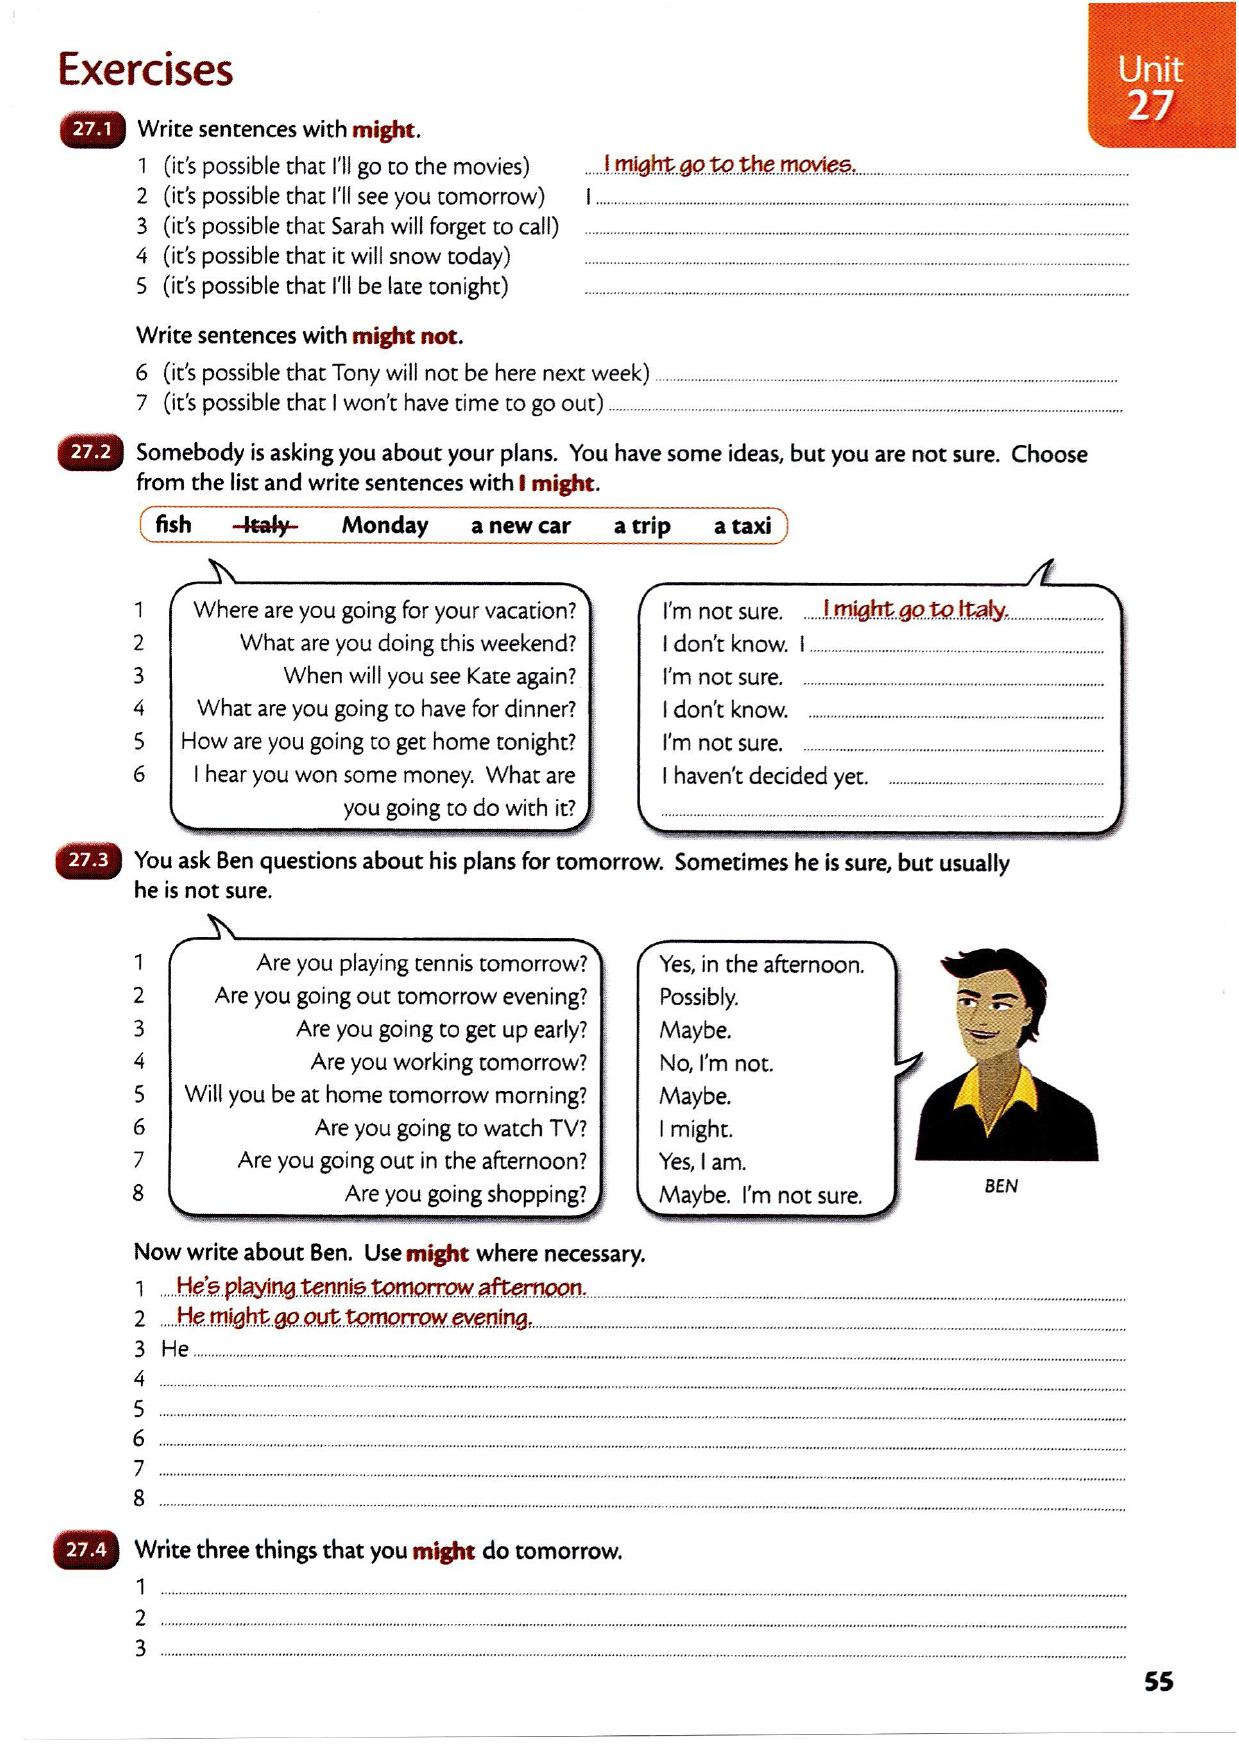 Exercises
Unit
27
27.1 Write sentences with might.
1 (it's possible that I'll go to the movies) I might go to the movies.
2 (it's possible that I'll see you tomorrow) I
3 (it's possible that Sarah will forget to call)
4 (it's possible that it will snow today)
5 (it's possible that I'll be late tonight)
Write sentences with might not.
6 (it's possible that Tony will not be here next week)
7 (it's possible that I won't have time to go out)
27.2 Somebody is asking you about your plans. You have some ideas, but you are not sure. Choose
from the list and write sentences with I might.
fish Italy Monday a new car a trip a taxi
1 Where are you going for your vacation? I'm not sure. I might go to Italy.
2 What are you doing this weekend? I don't know. I
3 When will you see Kate again? I'm not sure.
4 What are you going to have for dinner? I don't know.
5 How are you going to get home tonight? I'm not sure.
6 I hear you won some money. What are I haven't decided yet.
you going to do with it?
27.3 You ask Ben questions about his plans for tomorrow. Sometimes he is sure, but usually
he is not sure.
1 Are you playing tennis tomorrow? Yes, in the afternoon.
2 Are you going out tomorrow evening? Possibly.
3 Are you going to get up early? Maybe.
4 Are you working tomorrow? No, I'm not.
5 Will you be at home tomorrow morning? Maybe.
6 Are you going to watch TV? I might.
7 Are you going out in the afternoon? Yes, I am.
8 Are you going shopping? Maybe. I'm not sure.
BEN
Now write about Ben. Use might where necessary.
1 He's playing tennis tomorrow afternoon.
2 He might go out tomorrow evening.
3 He
4
5
6
7
8
27.4 Write three things that you might do tomorrow.
1
2
3
55